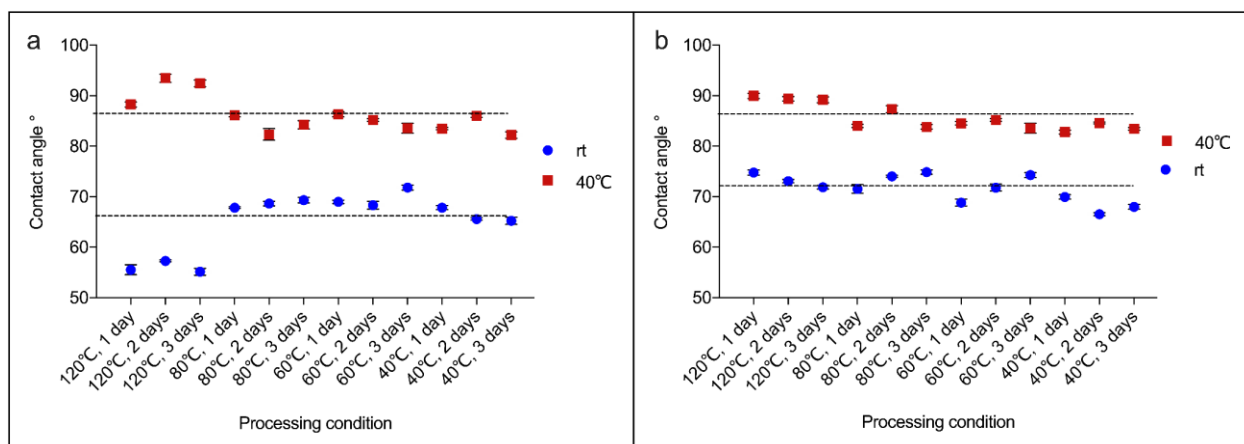 a
100
90
80
70
60
50
Contact angle °
rt
40℃
120℃, 1 day
120℃, 2 days
120℃, 3 days
80℃, 1 day
80℃, 2 days
80℃, 3 days
60℃, 1 day
60℃, 2 days
60℃, 3 days
40℃, 1 day
40℃, 2 days
40℃, 3 days
Processing condition
b
100
90
80
70
60
50
Contact angle °
40℃
rt
120℃, 1 day
120℃, 2 days
120℃, 3 days
80℃, 1 day
80℃, 2 days
80℃, 3 days
60℃, 1 day
60℃, 2 days
60℃, 3 days
40℃, 1 day
40℃, 2 days
40℃, 3 days
Processing condition